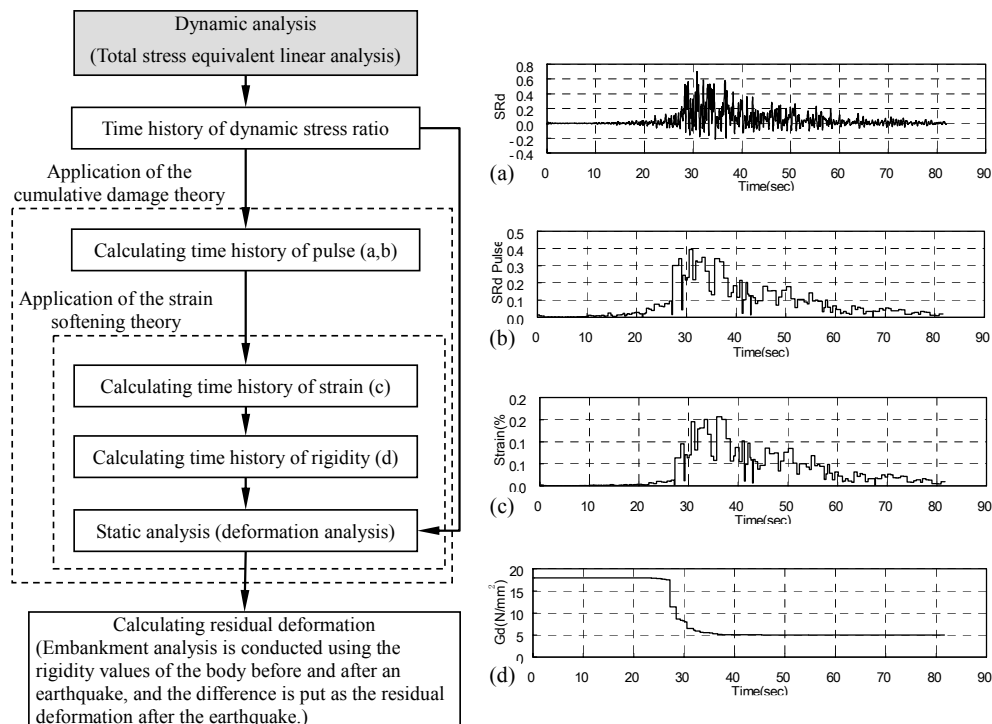 Dynamic analysis
(Total stress equivalent linear analysis)
Time history of dynamic stress ratio
Application of the
cumulative damage theory
Calculating time history of pulse (a,b)
Application of the strain
softening theory
Calculating time history of strain (c)
Calculating time history of rigidity (d)
Static analysis (deformation analysis)
Calculating residual deformation
(Embankment analysis is conducted using the
rigidity values of the body before and after an
earthquake, and the difference is put as the residual
deformation after the earthquake.)
SRd
0.8
0.6
0.4
0.2
0.0
-0.2
-0.4
0 10 20 30 40 50 60 70 80 90
Time(sec)
(a)
SRd Pulse
0.5
0.4
0.3
0.2
0.1
0.0
0 10 20 30 40 50 60 70 80 90
Time(sec)
(b)
Strain(%
0.2
0.2
0.1
0.1
0.0
0 10 20 30 40 50 60 70 80 90
Time(sec)
(c)
Gd(N/mm²
20
15
10
5
0
0 10 20 30 40 50 60 70 80 90
Time(sec)
(d)